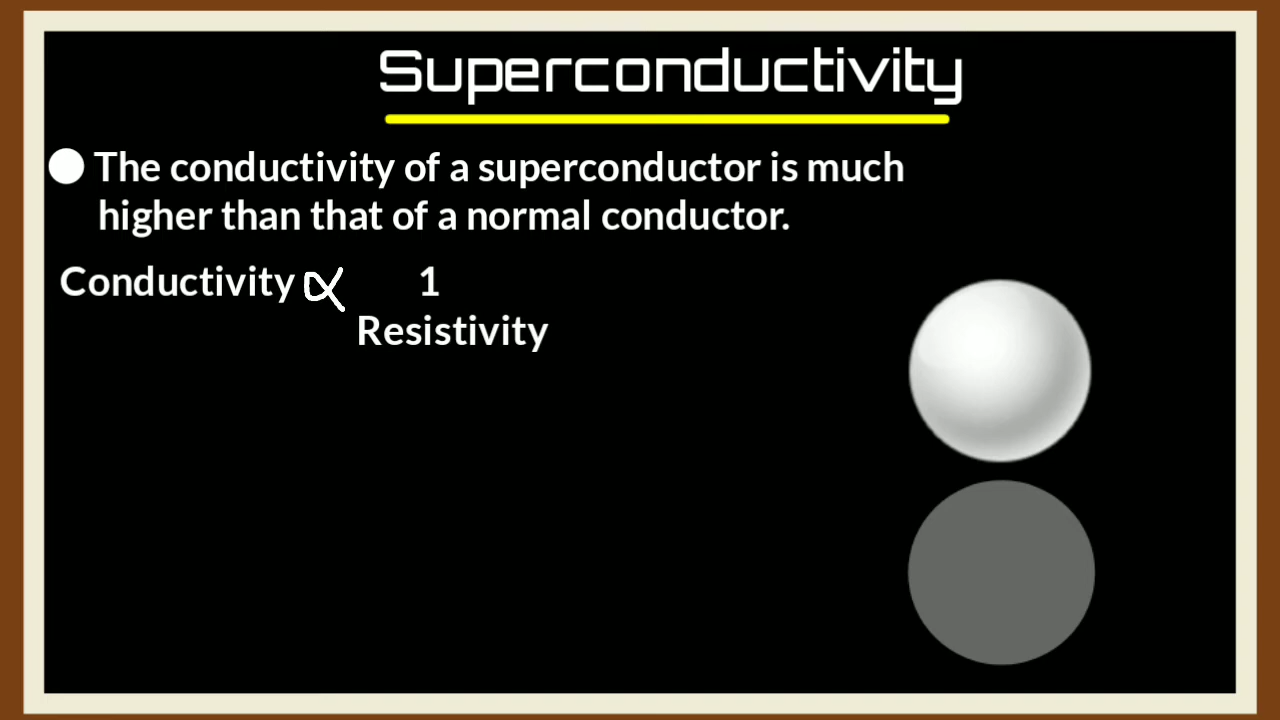 Superconductivity
The conductivity of a superconductor is much
higher than that of a normal conductor.
Conductivity ∝ 1
Resistivity